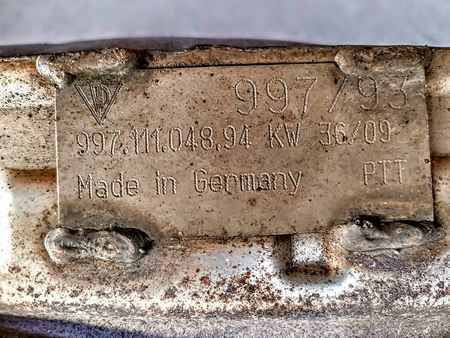 997/93
997.111.048.94 KW 36/09
Made in Germany PTT